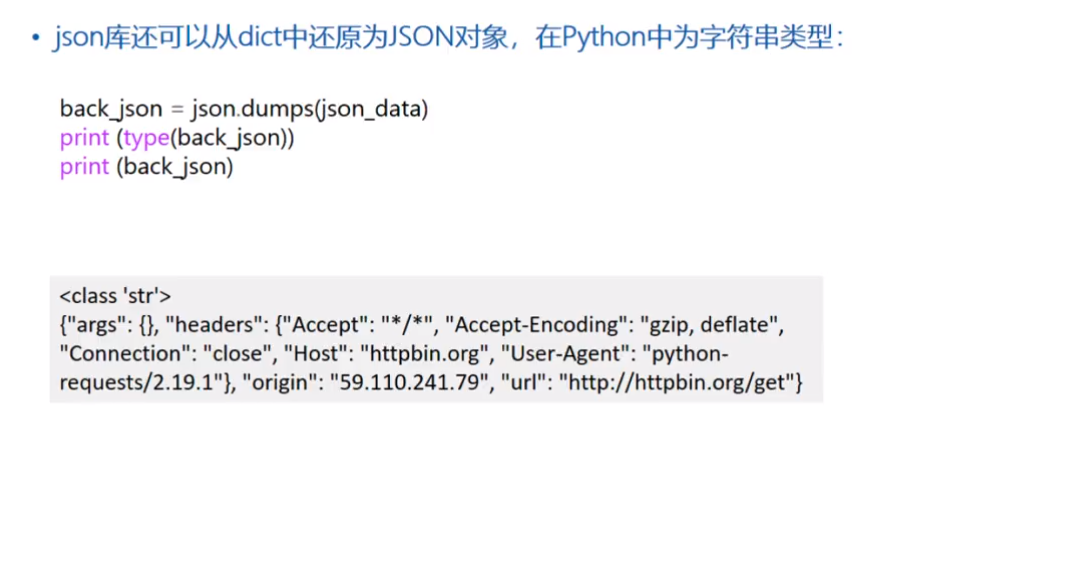 • json库还可以从dict中还原为JSON对象，在Python中为字符串类型：
back_json = json.dumps(json_data)
print (type(back_json))
print (back_json)
<class 'str'>
{"args": {}, "headers": {"Accept": "*/*", "Accept-Encoding": "gzip, deflate",
"Connection": "close", "Host": "httpbin.org", "User-Agent": "python-
requests/2.19.1"}, "origin": "59.110.241.79", "url": "http://httpbin.org/get"}